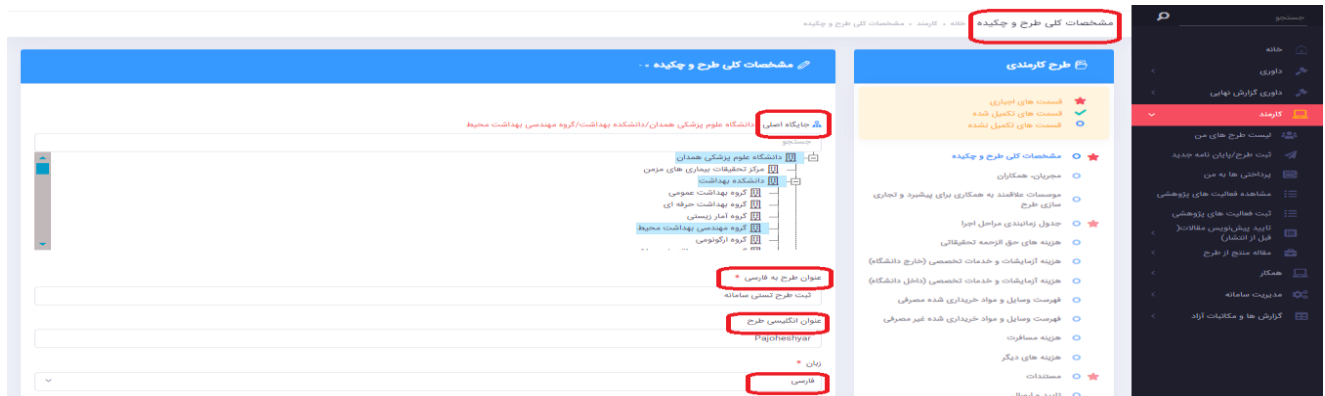 جستجو
خانه
داوری
داوری گزارش نهایی
کارمند
لیست طرح های من
ثبت طرح/پایان نامه جدید
پرداختی ها به من
مشاهده فعالیت های پژوهشی
ثبت فعالیت های پژوهشی
تایید پیش‌نویس مقالات(
قبل از انتشار)
مقاله منتج از طرح
همکار
مدیریت سامانه
گزارش ها و مکاتبات آزاد
مشخصات کلی طرح و چکیده خانه - کارمند - مشخصات کلی طرح و چکیده
طرح کارمندی
قسمت های اجباری
قسمت های تکمیل شده
قسمت های تکمیل نشده
مشخصات کلی طرح و چکیده
مجریان، همکاران
موسسات علاقمند به همکاری برای پیشبرد و تجاری
سازی طرح
جدول زمانبندی مراحل اجرا
هزینه های حق الزحمه تحقیقاتی
هزینه آزمایشات و خدمات تخصصی (خارج دانشگاه)
هزینه آزمایشات و خدمات تخصصی (داخل دانشگاه)
فهرست وسایل و مواد خریداری شده مصرفی
فهرست وسایل و مواد خریداری شده غیر مصرفی
هزینه مسافرت
هزینه های دیگر
مستندات
تایید و ارسال
مشخصات کلی طرح و چکیده
جایگاه اصلی دانشگاه علوم پزشکی همدان/دانشکده بهداشت/گروه مهندسی بهداشت محیط
جستجو
دانشگاه علوم پزشکی همدان
مرکز تحقیقات بیماری های مزمن
دانشکده بهداشت
گروه بهداشت عمومی
گروه بهداشت حرفه ای
گروه آمار زیستی
گروه مهندسی بهداشت محیط
گروه ارگونومی
عنوان طرح به فارسی *
ثبت طرح تستی سامانه
عنوان انگلیسی طرح
Pajoheshyar
زبان *
فارسی